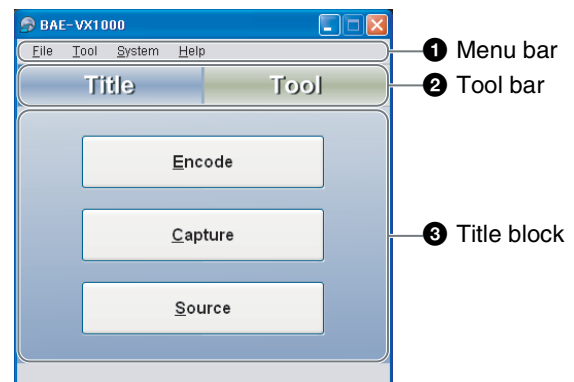 BAE-VX1000
File Tool System Help
1 Menu bar
Title Tool
2 Tool bar
Encode
Capture
3 Title block
Source